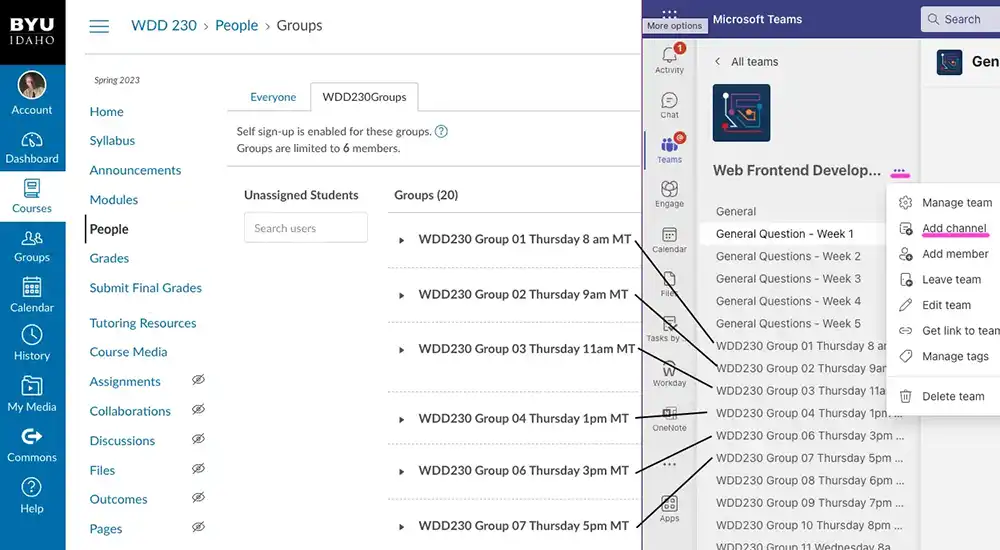 BYU
IDAHO
Account
Dashboard
Courses
Groups
Calendar
History
My Media
Commons
Help
WDD 230 > People > Groups
Spring 2023
Home
Syllabus
Announcements
Modules
People
Grades
Submit Final Grades
Tutoring Resources
Course Media
Assignments
Collaborations
Discussions
Files
Outcomes
Pages
Everyone
WDD230Groups
Self sign-up is enabled for these groups. ?
Groups are limited to 6 members.
Unassigned Students
Search users
Groups (20)
WDD230 Group 01 Thursday 8 am MT
WDD230 Group 02 Thursday 9am MT
WDD230 Group 03 Thursday 11am MT
WDD230 Group 04 Thursday 1pm MT
WDD230 Group 06 Thursday 3pm MT
WDD230 Group 07 Thursday 5pm MT
More options
Microsoft Teams
Search
1
Activity
Chat
@
Teams
Engage
Calendar
Files
Tasks by ...
Workday
OneNote
Apps
< All teams
Web Frontend Develop... ...
General
General Question - Week 1
General Questions - Week 2
General Questions - Week 3
General Questions - Week 4
General Questions - Week 5
WDD230 Group 01 Thursday 8 a
WDD230 Group 02 Thursday 9a
WDD230 Group 03 Thursday 11a
WDD230 Group 04 Thursday 1pm ...
WDD230 Group 06 Thursday 3pm ...
WDD230 Group 07 Thursday 5pm ...
WDD230 Group 08 Thursday 6pm ...
WDD230 Group 09 Thursday 7pm ...
WDD230 Group 10 Thursday 8pm ...
WDD230 Group 11 Wednesday 8a
Gen
Manage team
Add channel
Add member
Leave team
Edit team
Get link to team
Manage tags
Delete team